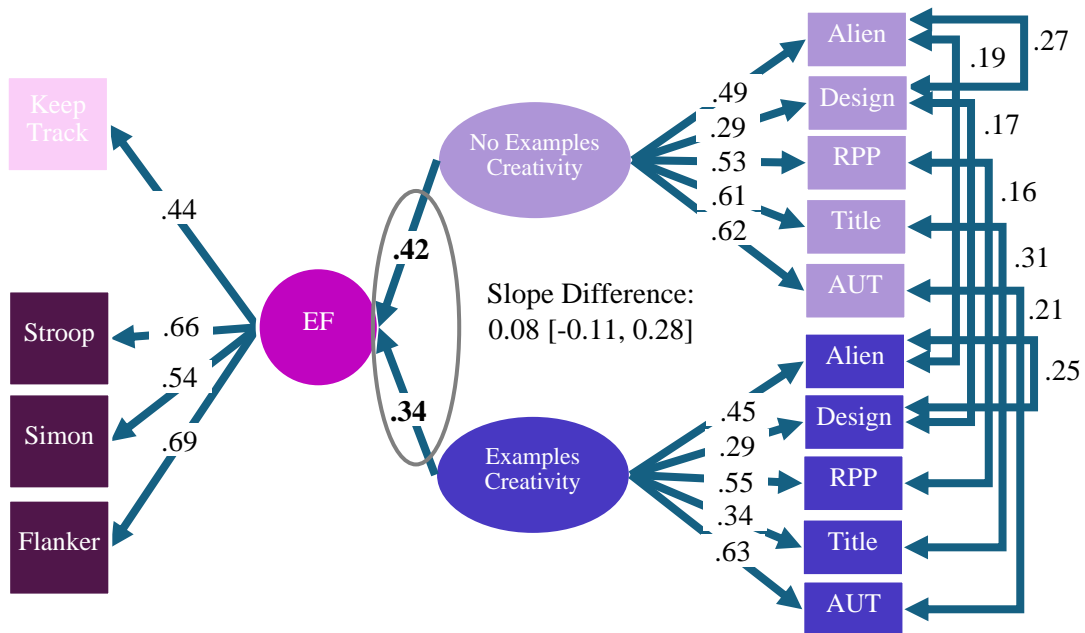 Keep
Track
Stroop
Simon
Flanker
.44
.66
.54
.69
EF
.42
.34
No Examples
Creativity
Slope Difference:
0.08 [-0.11, 0.28]
Examples
Creativity
.49
.29
.53
.61
.62
Alien
Design
RPP
Title
AUT
.45
.29
.55
.34
.63
Alien
Design
RPP
Title
AUT
.27
.19
.17
.16
.31
.21
.25